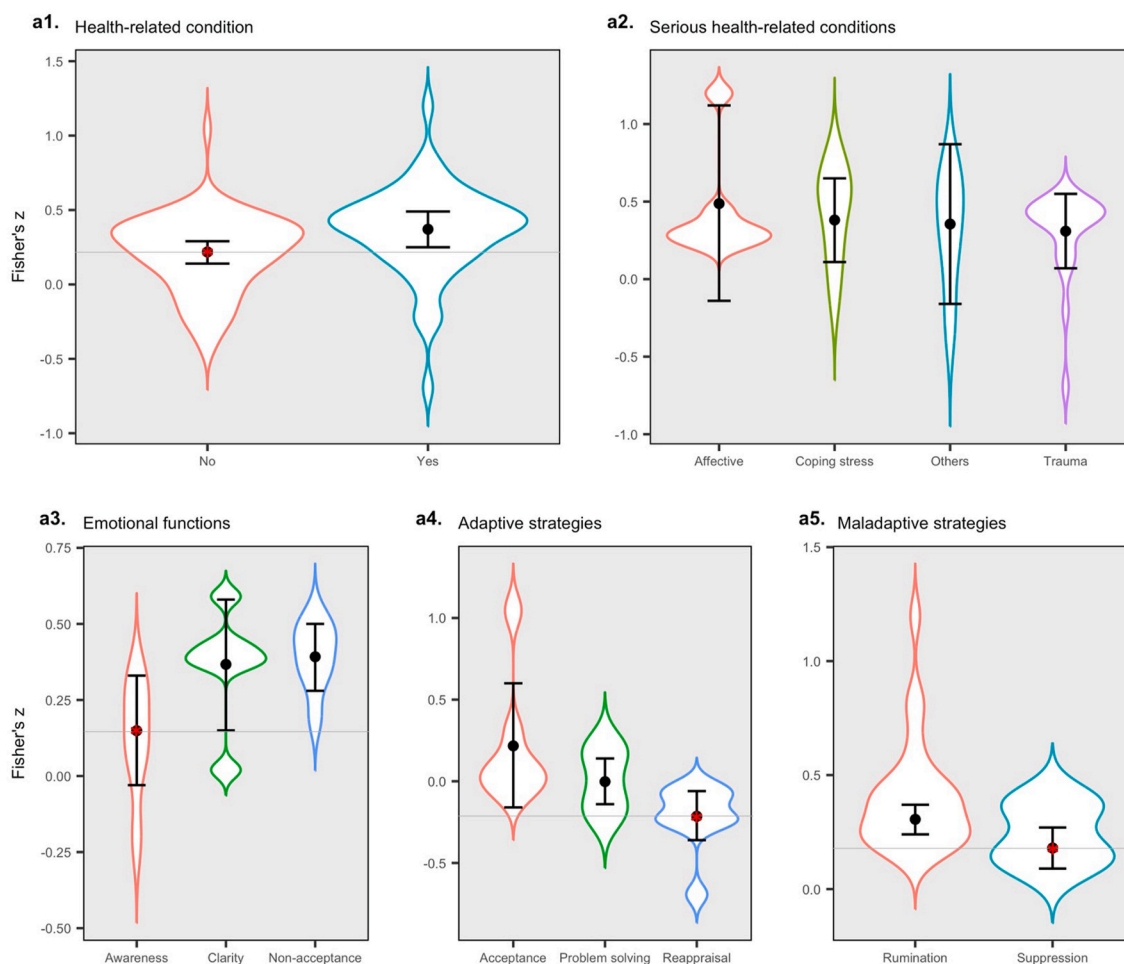 a1. Health-related condition
Fisher's z
1.0
0.5
0.0
-0.5
-1.0
No Yes
a2. Serious health-related conditions
1.0
0.5
0.0
-0.5
-1.0
Affective Coping stress Others Trauma
a3. Emotional functions
Fisher's z
0.75
0.50
0.25
0.00
-0.25
-0.50
Awareness Clarity Non-acceptance
a4. Adaptive strategies
1.0
0.5
0.0
-0.5
Acceptance Problem solving Reappraisal
a5. Maladaptive strategies
1.5
1.0
0.5
0.0
Rumination Suppression